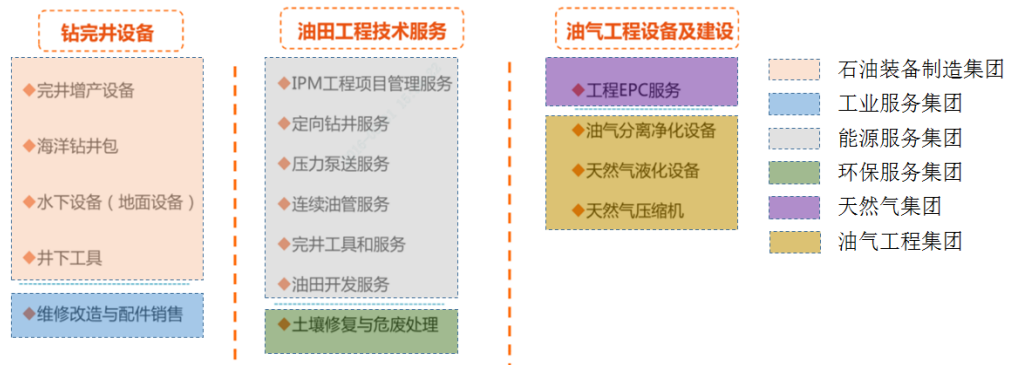 钻完井设备
◆完井增产设备
◆海洋钻井包
◆水下设备（地面设备）
◆井下工具
◆维修改造与配件销售
油田工程技术服务
◆IPM工程项目管理服务
◆定向钻井服务
◆压力泵送服务
◆连续油管服务
◆完井工具和服务
◆油田开发服务
◆土壤修复与危废处理
油气工程设备及建设
◆工程EPC服务
◆油气分离净化设备
◆天然气液化设备
◆天然气压缩机
石油装备制造集团
工业服务集团
能源服务集团
环保服务集团
天然气集团
油气工程集团